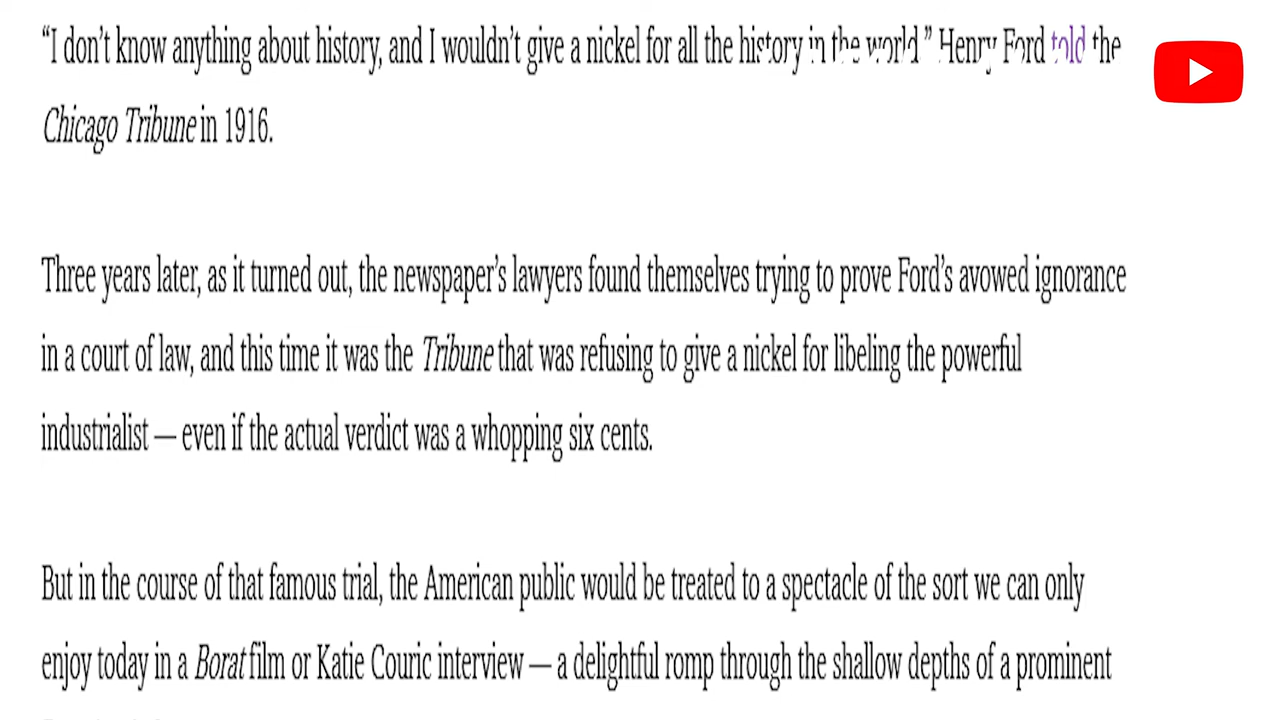 “I don’t know anything about history, and I wouldn’t give a nickel for all the history in the world” Henry Ford told the
Chicago Tribune in 1916.
Three years later, as it turned out, the newspaper’s lawyers found themselves trying to prove Ford’s avowed ignorance
in a court of law, and this time it was the Tribune that was refusing to give a nickel for libeling the powerful
industrialist — even if the actual verdict was a whopping six cents.
But in the course of that famous trial, the American public would be treated to a spectacle of the sort we can only
enjoy today in a Borat film or Katie Couric interview — a delightful romp through the shallow depths of a prominent